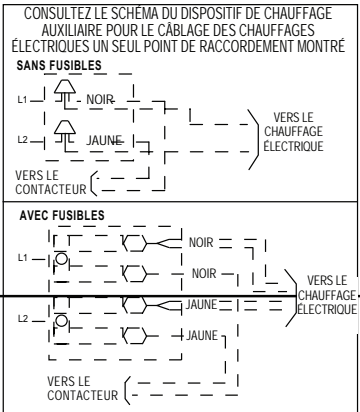 CONSULTEZ LE SCHÉMA DU DISPOSITIF DE CHAUFFAGE
AUXILIAIRE POUR LE CÂBLAGE DES CHAUFFAGES
ÉLECTRIQUES UN SEUL POINT DE RACCORDEMENT MONTRÉ
SANS FUSIBLES
L1
NOIR
L2
JAUNE
VERS LE
CHAUFFAGE
ÉLECTRIQUE
VERS LE
CONTACTEUR
AVEC FUSIBLES
NOIR
L1
NOIR
VERS LE
CHAUFFAGE
ÉLECTRIQUE
JAUNE
L2
JAUNE
VERS LE
CONTACTEUR